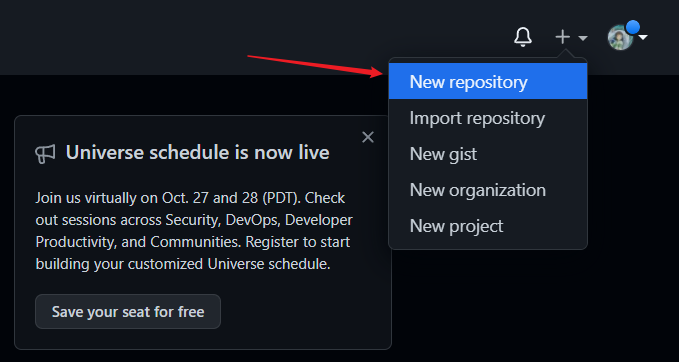 New repository
Import repository
New gist
New organization
New project
Universe schedule is now live
Join us virtually on Oct. 27 and 28 (PDT). Check
out sessions across Security, DevOps, Developer
Productivity, and Communities. Register to start
building your customized Universe schedule.
Save your seat for free